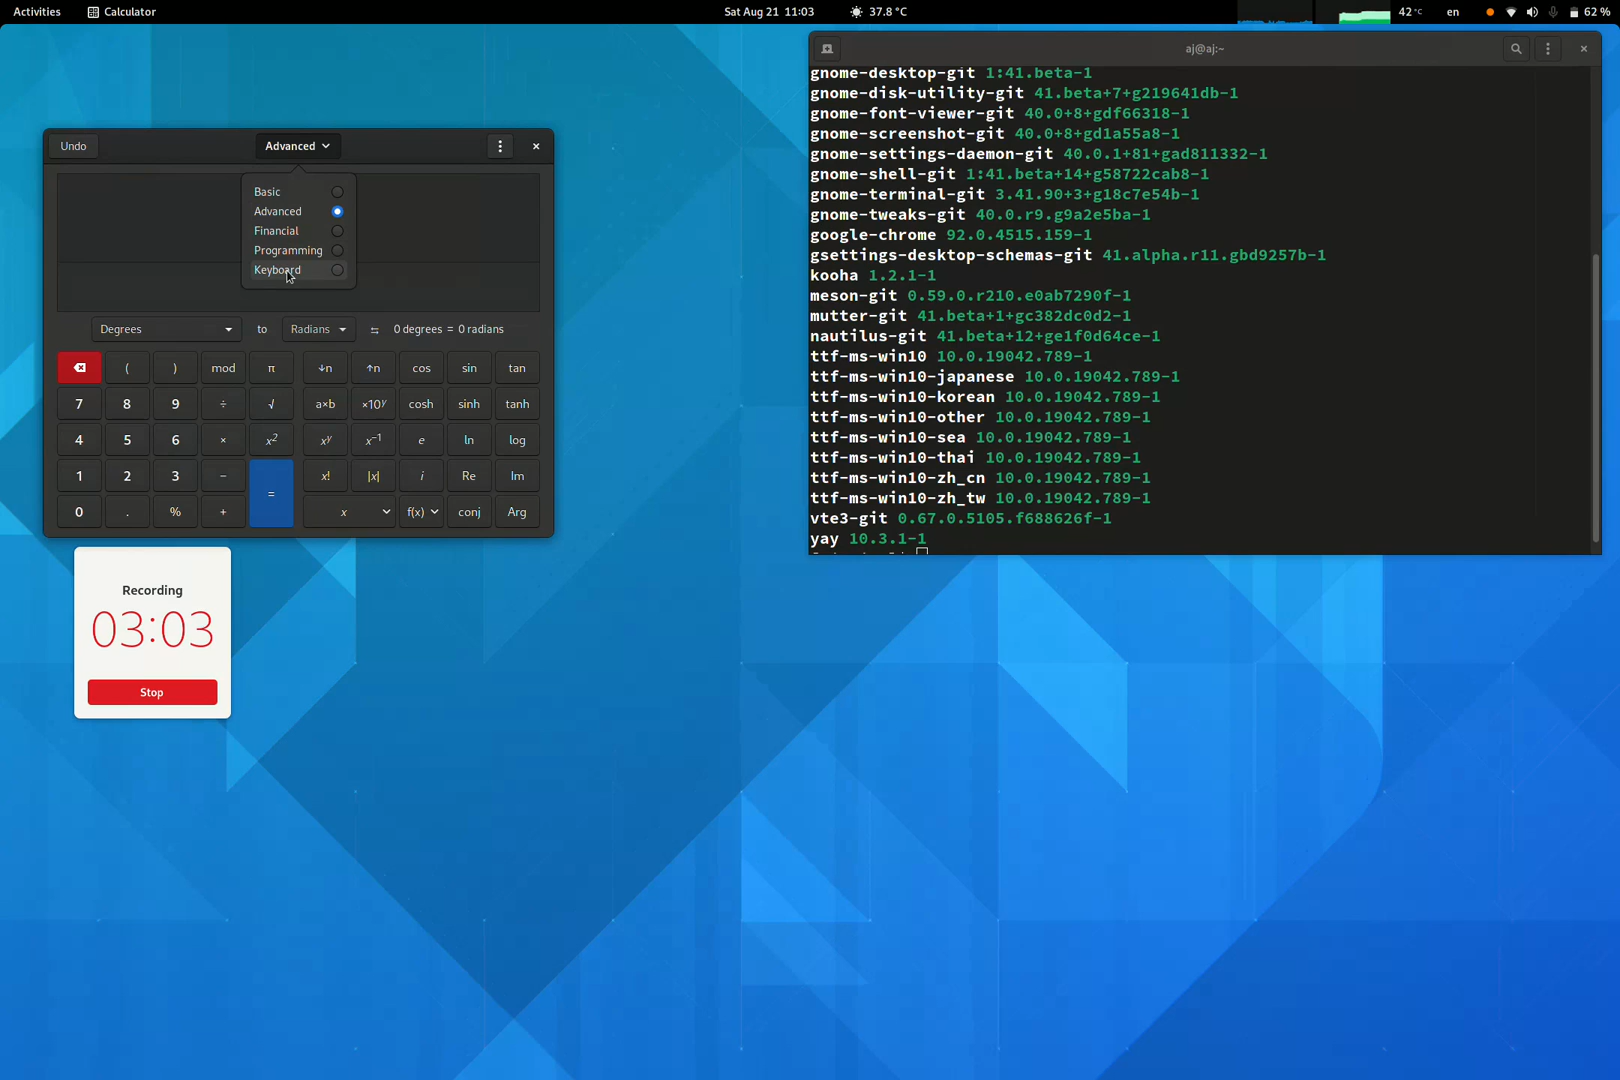 Activities Calculator Sat Aug 21 11:03 37.8 °C 42 °C en 62 %
Undo Advanced
Basic
Advanced
Financial
Programming
Keyboard
Degrees to Radians 0 degrees = 0 radians
( ) mod π ↓n ↑n cos sin tan
7 8 9 ÷ √ a×b ×10ʸ cosh sinh tanh
4 5 6 × x² xʸ x⁻¹ e ln log
1 2 3 − = x! |x| i Re Im
0 . % + x f(x) conj Arg
Recording
03:03
Stop
aj@aj:~
gnome-desktop-git 1:41.beta-1
gnome-disk-utility-git 41.beta+7+g219641db-1
gnome-font-viewer-git 40.0+8+gdf66318-1
gnome-screenshot-git 40.0+8+gd1a55a8-1
gnome-settings-daemon-git 40.0.1+81+gad811332-1
gnome-shell-git 1:41.beta+14+g58722cab8-1
gnome-terminal-git 3.41.90+3+g18c7e54b-1
gnome-tweaks-git 40.0.r9.g9a2e5ba-1
google-chrome 92.0.4515.159-1
gsettings-desktop-schemas-git 41.alpha.r11.gbd9257b-1
kooha 1.2.1-1
meson-git 0.59.0.r210.e0ab7290f-1
mutter-git 41.beta+1+gc382dc0d2-1
nautilus-git 41.beta+12+ge1f0d64ce-1
ttf-ms-win10 10.0.19042.789-1
ttf-ms-win10-japanese 10.0.19042.789-1
ttf-ms-win10-korean 10.0.19042.789-1
ttf-ms-win10-other 10.0.19042.789-1
ttf-ms-win10-sea 10.0.19042.789-1
ttf-ms-win10-thai 10.0.19042.789-1
ttf-ms-win10-zh_cn 10.0.19042.789-1
ttf-ms-win10-zh_tw 10.0.19042.789-1
vte3-git 0.67.0.5105.f688626f-1
yay 10.3.1-1